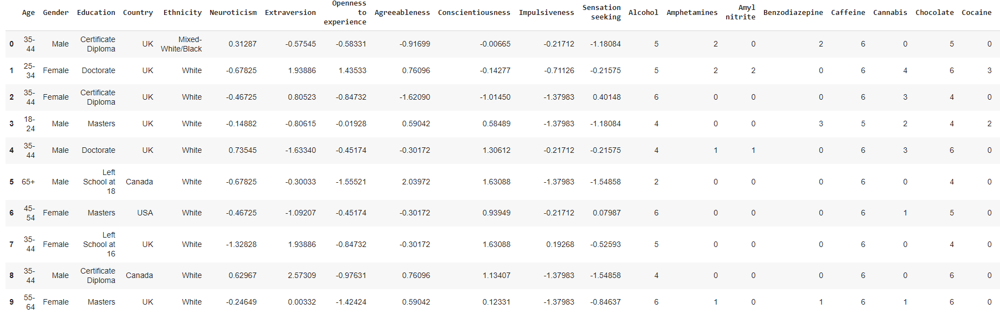 Age Gender Education Country Ethnicity Neuroticism Extraversion Openness to experience Agreeableness Conscientiousness Impulsiveness Sensation seeking Alcohol Amphetamines Amyl nitrite Benzodiazepine Caffeine Cannabis Chocolate Cocaine
0 35-44 Male Certificate Diploma UK Mixed-White/Black 0.31287 -0.57545 -0.58331 -0.91699 -0.00665 -0.21712 -1.18084 5 2 0 2 6 0 5 0
1 25-34 Female Doctorate UK White -0.67825 1.93886 1.43533 0.76096 -0.14277 -0.71126 -0.21575 5 2 2 0 6 4 6 3
2 35-44 Female Certificate Diploma UK White -0.46725 0.80523 -0.84732 -1.62090 -1.01450 -1.37983 0.40148 6 0 0 0 6 3 4 0
3 18-24 Male Masters UK White -0.14882 -0.80615 -0.01928 0.59042 0.58489 -1.37983 -1.18084 4 0 0 3 5 2 4 2
4 35-44 Male Doctorate UK White 0.73545 -1.63340 -0.45174 -0.30172 1.30612 -0.21712 -0.21575 4 1 1 0 6 3 6 0
5 65+ Male Left School at 18 Canada White -0.67825 -0.30033 -1.55521 2.03972 1.63088 -1.37983 -1.54858 2 0 0 0 6 0 4 0
6 45-54 Female Masters USA White -0.46725 -1.09207 -0.45174 -0.30172 0.93949 -0.21712 0.07987 6 0 0 0 6 1 5 0
7 35-44 Female Left School at 16 UK White -1.32828 1.93886 -0.84732 -0.30172 1.63088 0.19268 -0.52593 5 0 0 0 6 0 4 0
8 35-44 Male Certificate Diploma Canada White 0.62967 2.57309 -0.97631 0.76096 1.13407 -1.37983 -1.54858 4 0 0 0 6 0 6 0
9 55-64 Female Masters UK White -0.24649 0.00332 -1.42424 0.59042 0.12331 -1.37983 -0.84637 6 1 0 1 6 1 6 0